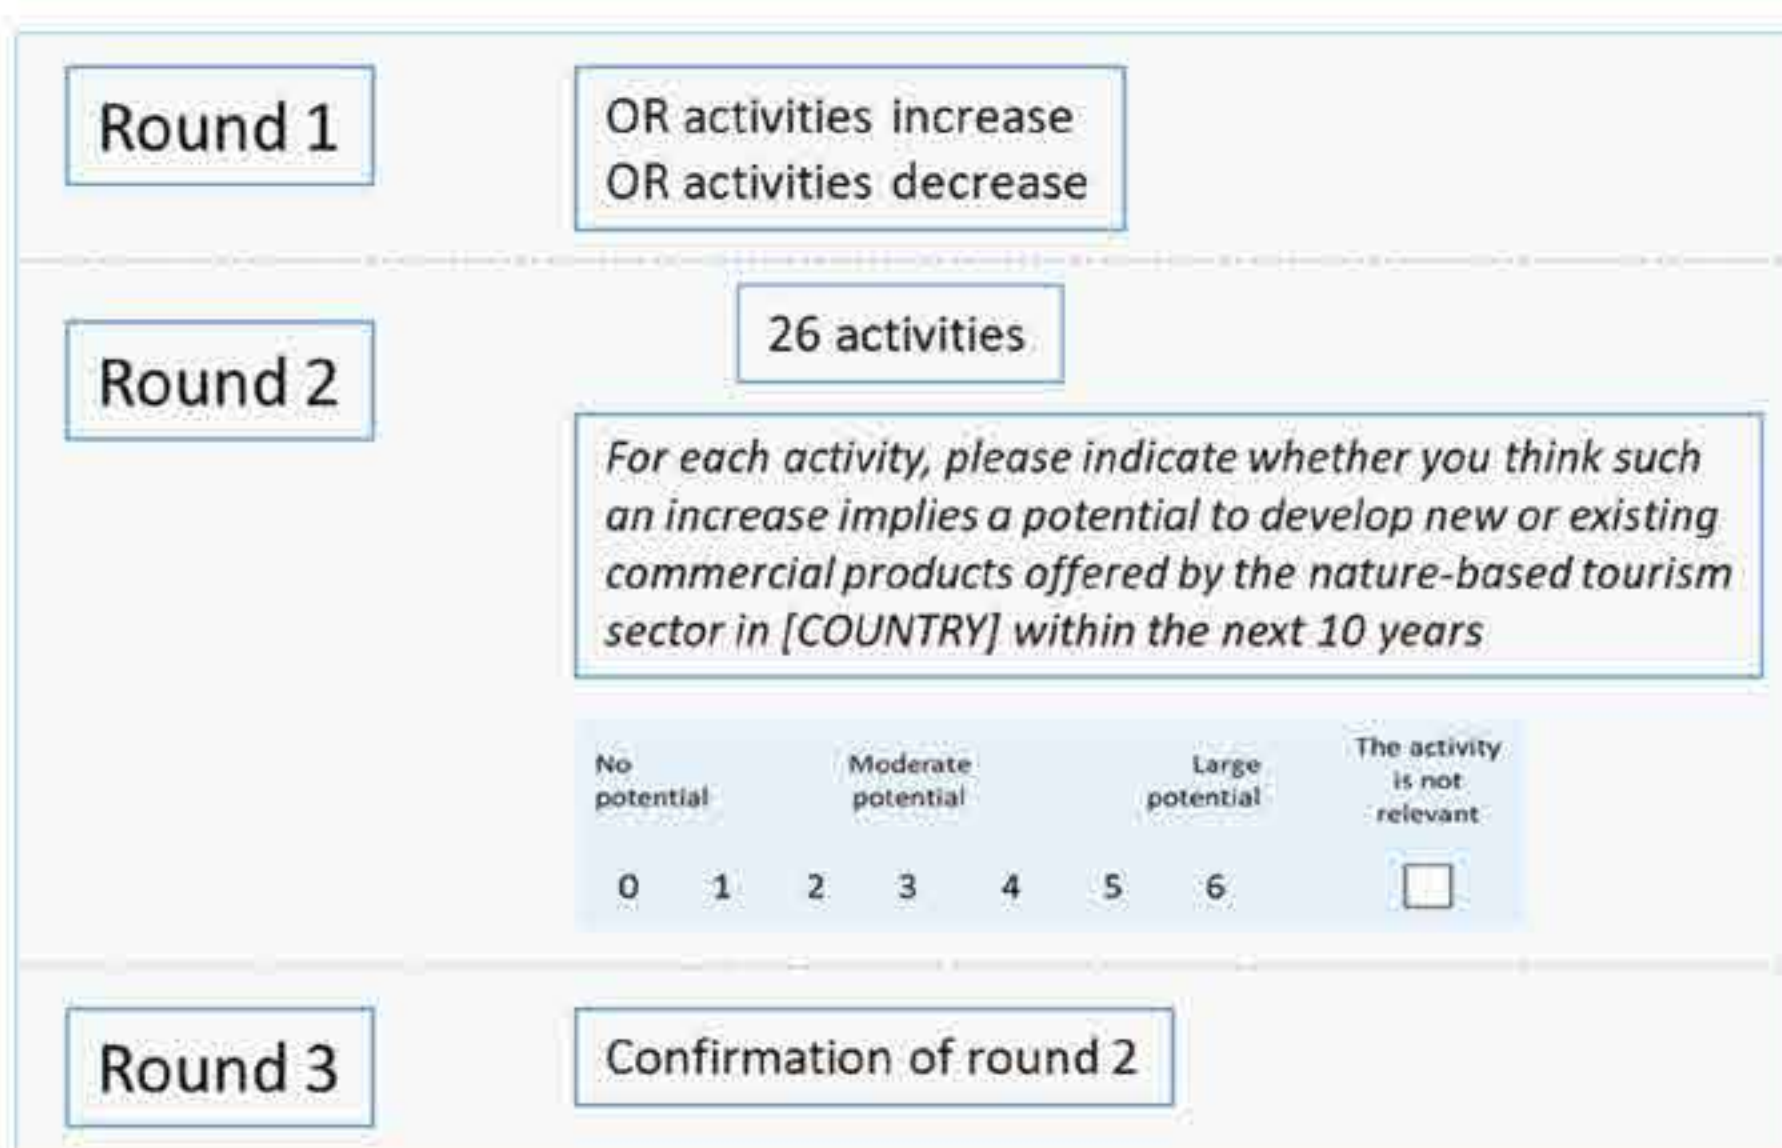 Round 1
OR activities increase
OR activities decrease
Round 2
26 activities
For each activity, please indicate whether you think such
an increase implies a potential to develop new or existing
commercial products offered by the nature-based tourism
sector in [COUNTRY] within the next 10 years
No potential
Moderate potential
Large potential
The activity is not relevant
0 1 2 3 4 5 6
Round 3
Confirmation of round 2